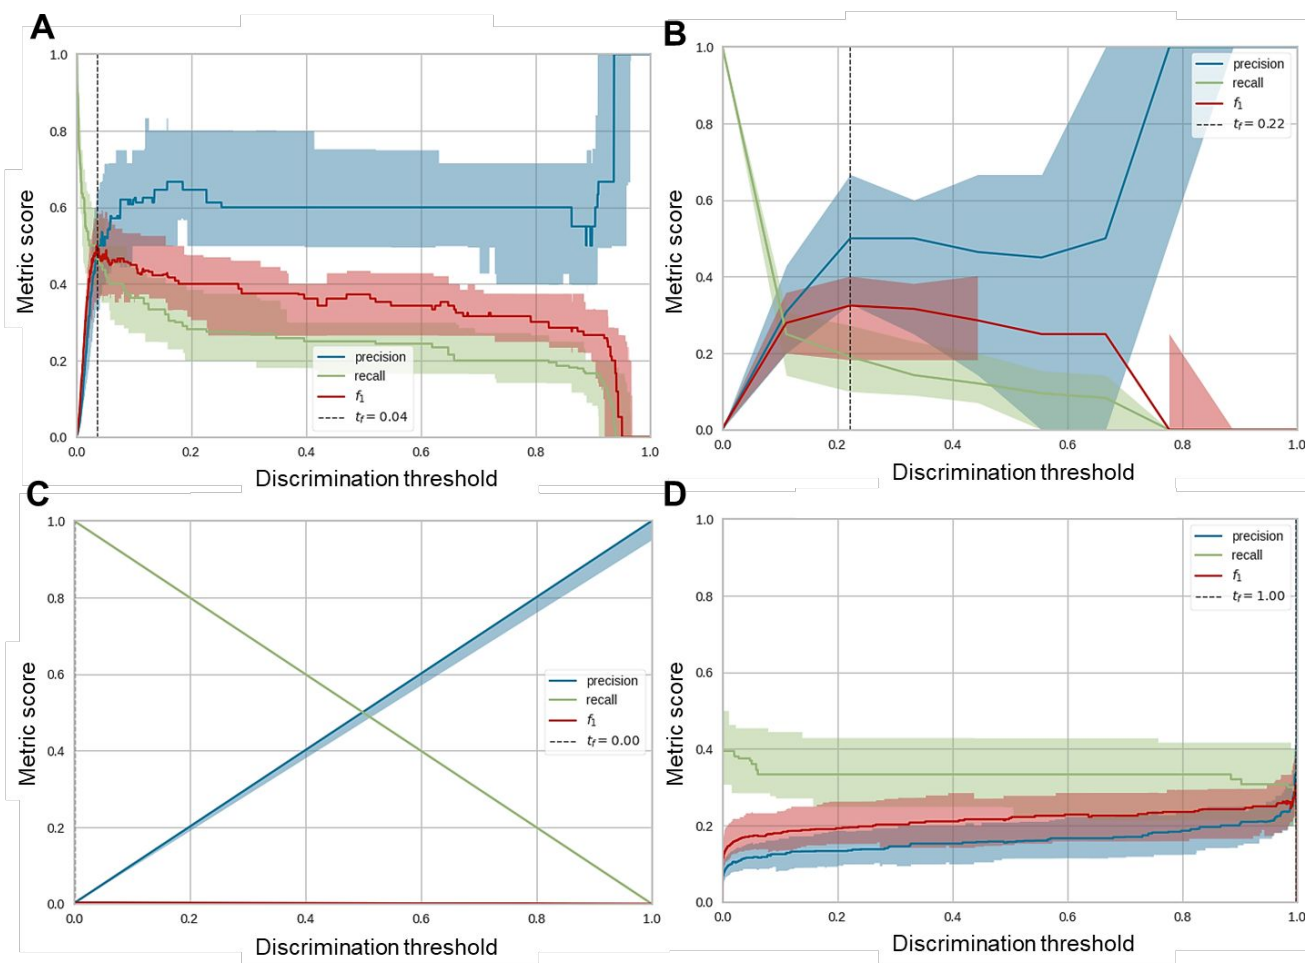 A
1.0
0.8
0.6
0.4
0.2
0.0
Metric score
precision
recall
f₁
t_f = 0.04
0.0 0.2 0.4 0.6 0.8 1.0
Discrimination threshold
B
1.0
0.8
0.6
0.4
0.2
0.0
Metric score
precision
recall
f₁
t_f = 0.22
0.0 0.2 0.4 0.6 0.8 1.0
Discrimination threshold
C
1.0
0.8
0.6
0.4
0.2
0.0
Metric score
precision
recall
f₁
t_f = 0.00
0.0 0.2 0.4 0.6 0.8 1.0
Discrimination threshold
D
1.0
0.8
0.6
0.4
0.2
0.0
Metric score
precision
recall
f₁
t_f = 1.00
0.0 0.2 0.4 0.6 0.8 1.0
Discrimination threshold